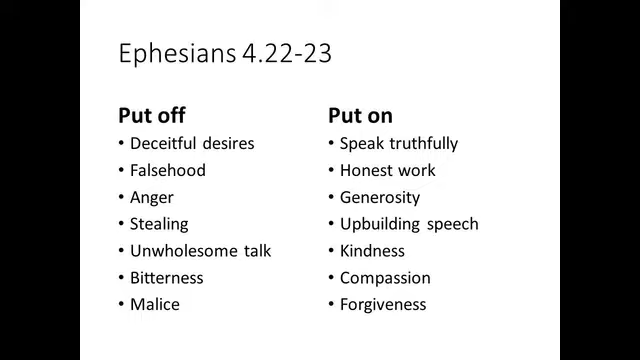 Ephesians 4.22-23
Put off
• Deceitful desires
• Falsehood
• Anger
• Stealing
• Unwholesome talk
• Bitterness
• Malice
Put on
• Speak truthfully
• Honest work
• Generosity
• Upbuilding speech
• Kindness
• Compassion
• Forgiveness